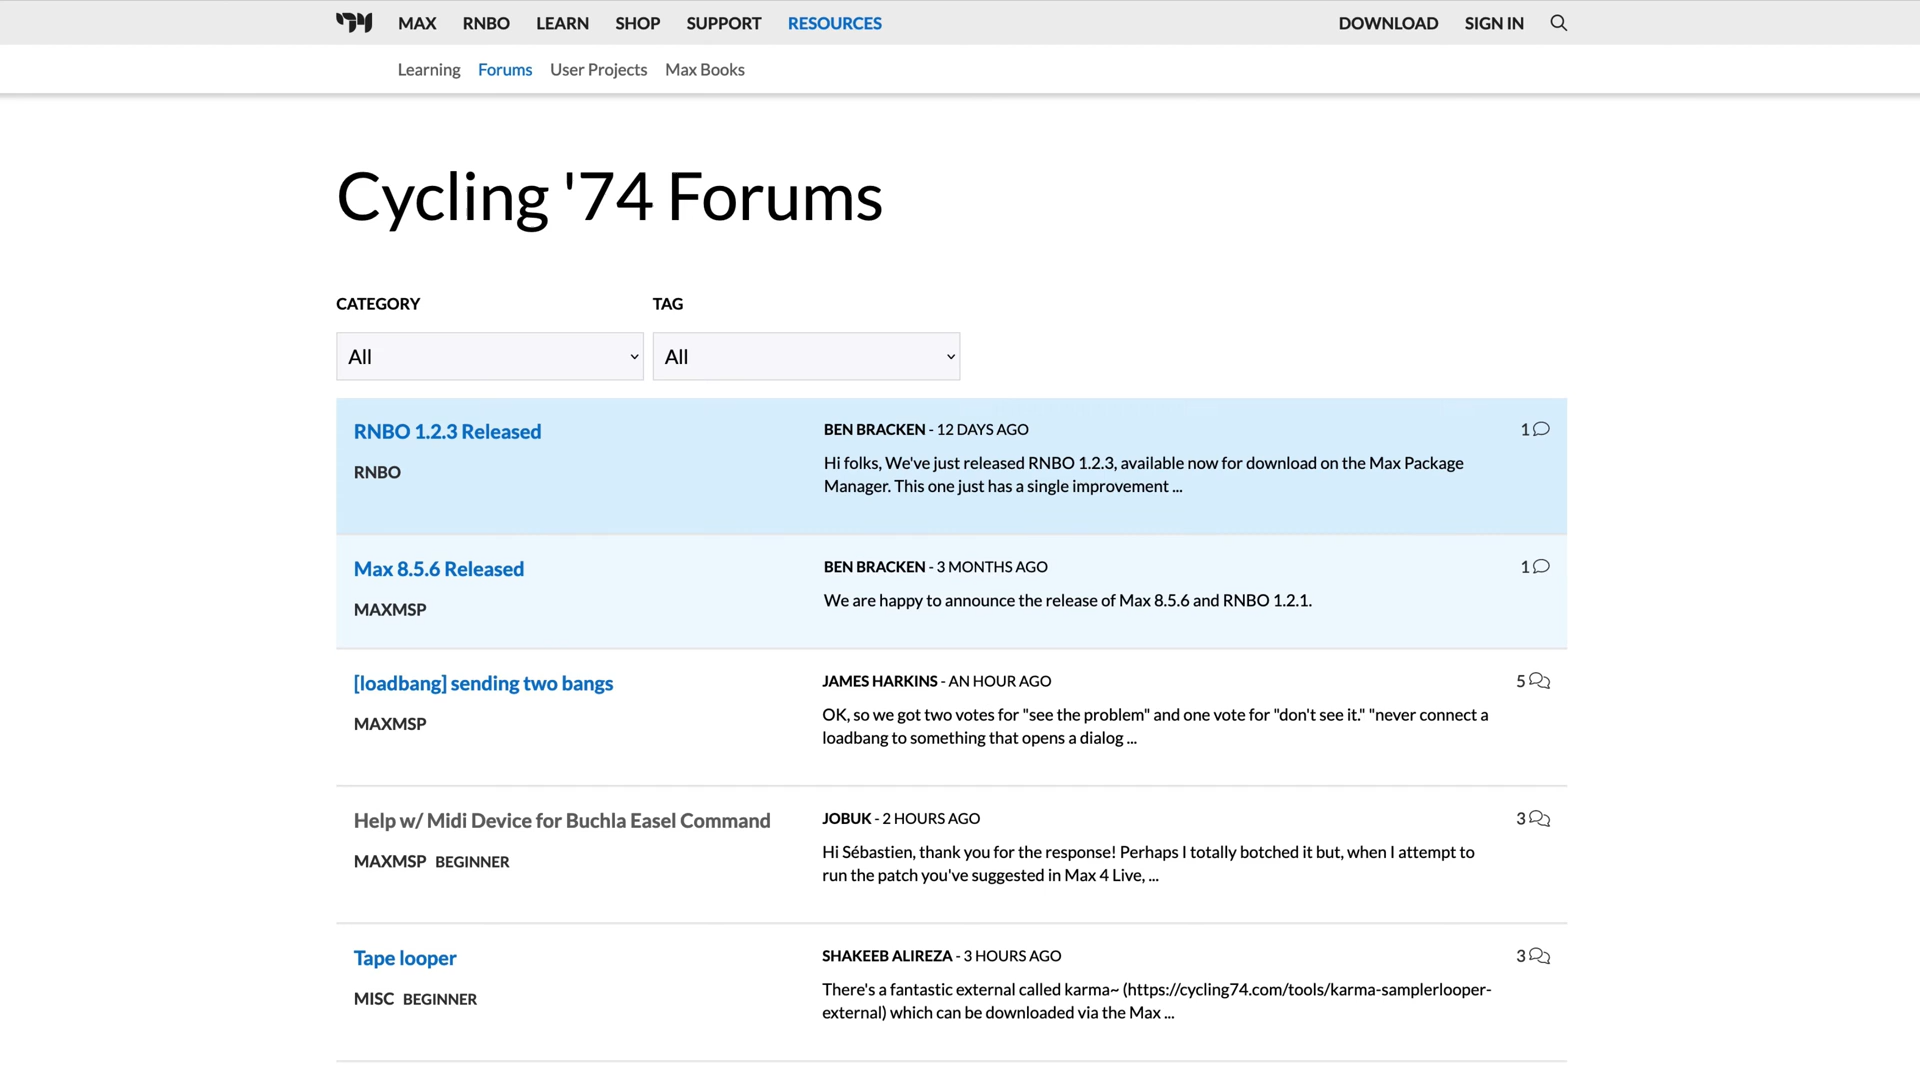 MAX RNBO LEARN SHOP SUPPORT RESOURCES DOWNLOAD SIGN IN
Learning Forums User Projects Max Books
Cycling '74 Forums
CATEGORY TAG
All All
RNBO 1.2.3 Released BEN BRACKEN - 12 DAYS AGO 1
Hi folks, We've just released RNBO 1.2.3, available now for download on the Max Package
RNBO
Manager. This one just has a single improvement ...
Max 8.5.6 Released BEN BRACKEN - 3 MONTHS AGO 1
We are happy to announce the release of Max 8.5.6 and RNBO 1.2.1.
MAXMSP
[loadbang] sending two bangs JAMES HARKINS - AN HOUR AGO 5
OK, so we got two votes for "see the problem" and one vote for "don't see it." "never connect a
MAXMSP
loadbang to something that opens a dialog ...
Help w/ Midi Device for Buchla Easel Command JOBUK - 2 HOURS AGO 3
Hi Sébastien, thank you for the response! Perhaps I totally botched it but, when I attempt to
MAXMSP BEGINNER
run the patch you've suggested in Max 4 Live, ...
Tape looper SHAKEEB ALIREZA - 3 HOURS AGO 3
There's a fantastic external called karma~ (https://cycling74.com/tools/karma-samplerlooper-
MISC BEGINNER
external) which can be downloaded via the Max ...